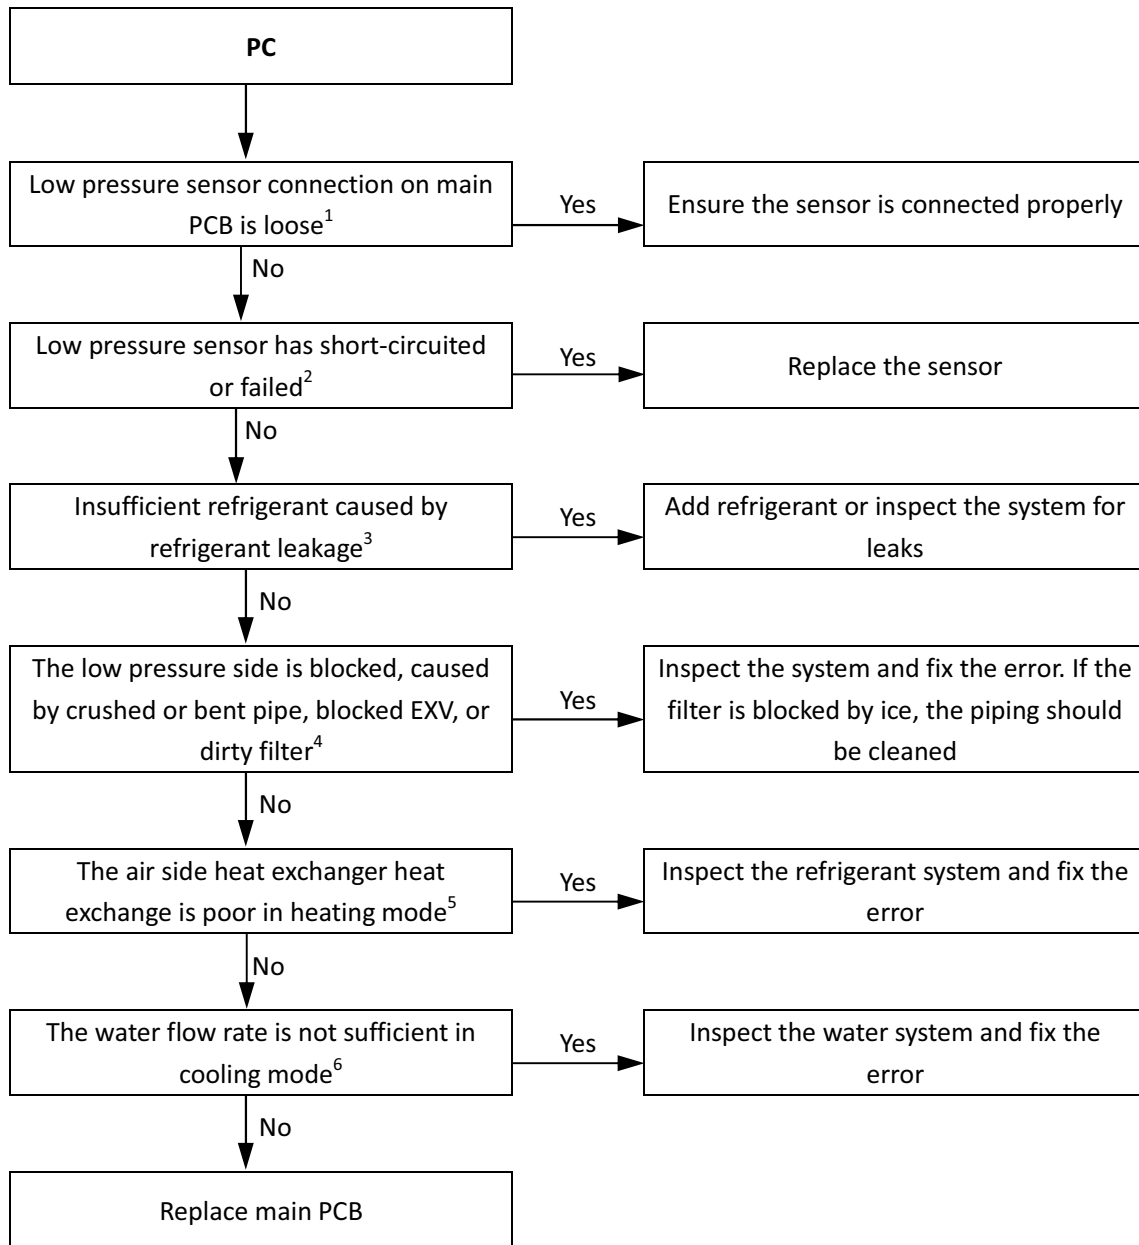 PC
Low pressure sensor connection on main
PCB is loose1
Yes
Ensure the sensor is connected properly
No
Low pressure sensor has short-circuited
or failed2
Yes
Replace the sensor
No
Insufficient refrigerant caused by
refrigerant leakage3
Yes
Add refrigerant or inspect the system for
leaks
No
The low pressure side is blocked, caused
by crushed or bent pipe, blocked EXV, or
dirty filter4
Yes
Inspect the system and fix the error. If the
filter is blocked by ice, the piping should
be cleaned
No
The air side heat exchanger heat
exchange is poor in heating mode5
Yes
Inspect the refrigerant system and fix the
error
No
The water flow rate is not sufficient in
cooling mode6
Yes
Inspect the water system and fix the
error
No
Replace main PCB